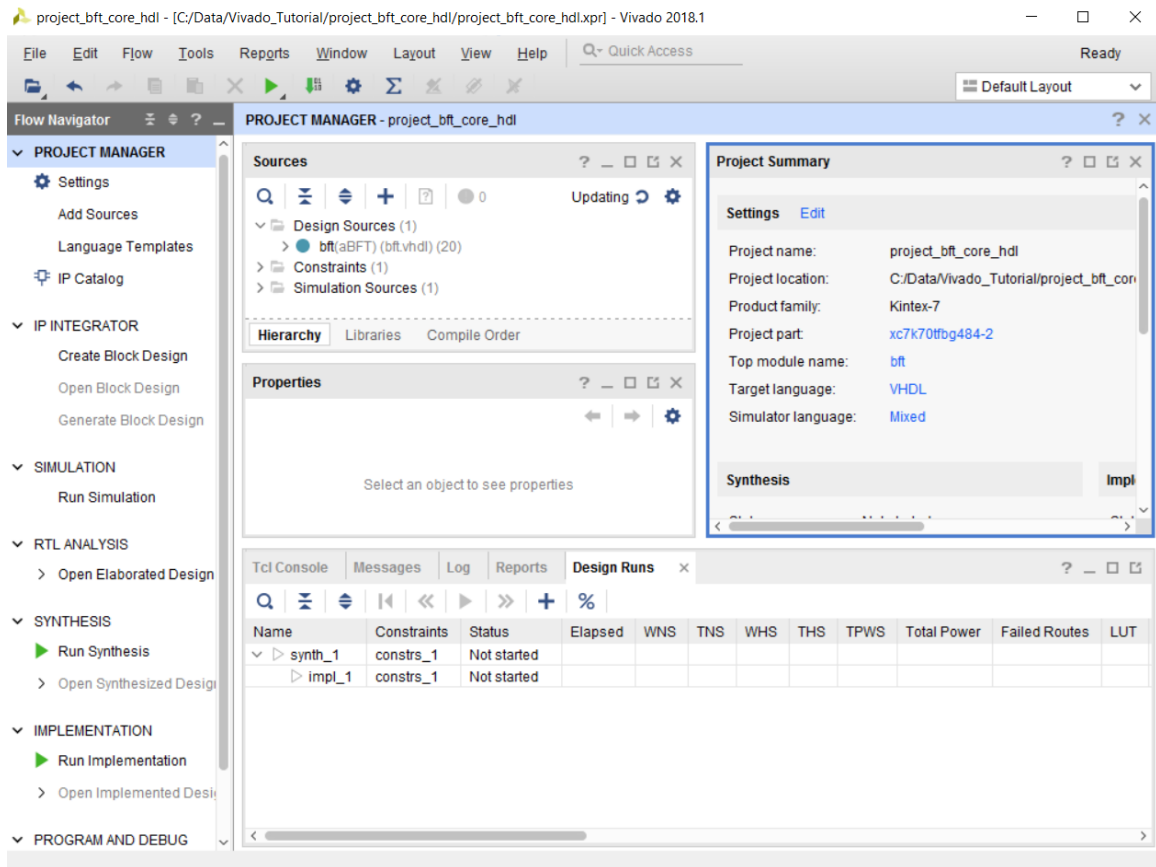 project_bft_core_hdl - [C:/Data/Vivado_Tutorial/project_bft_core_hdl/project_bft_core_hdl.xpr] - Vivado 2018.1
File Edit Flow Tools Reports Window Layout View Help Quick Access Ready
Default Layout
Flow Navigator
PROJECT MANAGER
Settings
Add Sources
Language Templates
IP Catalog
IP INTEGRATOR
Create Block Design
Open Block Design
Generate Block Design
SIMULATION
Run Simulation
RTL ANALYSIS
Open Elaborated Design
SYNTHESIS
Run Synthesis
Open Synthesized Desig
IMPLEMENTATION
Run Implementation
Open Implemented Desi
PROGRAM AND DEBUG
PROJECT MANAGER - project_bft_core_hdl
Sources
0 Updating
Design Sources (1)
bft(aBFT) (bft.vhdl) (20)
Constraints (1)
Simulation Sources (1)
Hierarchy Libraries Compile Order
Properties
Select an object to see properties
Project Summary
Settings Edit
Project name: project_bft_core_hdl
Project location: C:/Data/Vivado_Tutorial/project_bft_core
Product family: Kintex-7
Project part: xc7k70tfbg484-2
Top module name: bft
Target language: VHDL
Simulator language: Mixed
Synthesis Impl
Tcl Console Messages Log Reports Design Runs
Name Constraints Status Elapsed WNS TNS WHS THS TPWS Total Power Failed Routes LUT
synth_1 constrs_1 Not started
impl_1 constrs_1 Not started